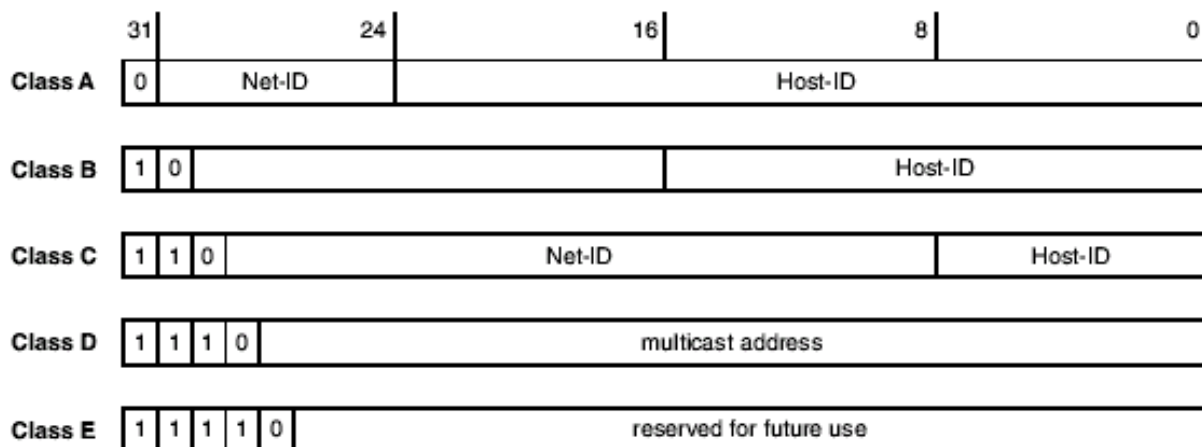 31 24 16 8 0
Class A 0 Net-ID Host-ID
Class B 1 0 Host-ID
Class C 1 1 0 Net-ID Host-ID
Class D 1 1 1 0 multicast address
Class E 1 1 1 1 0 reserved for future use